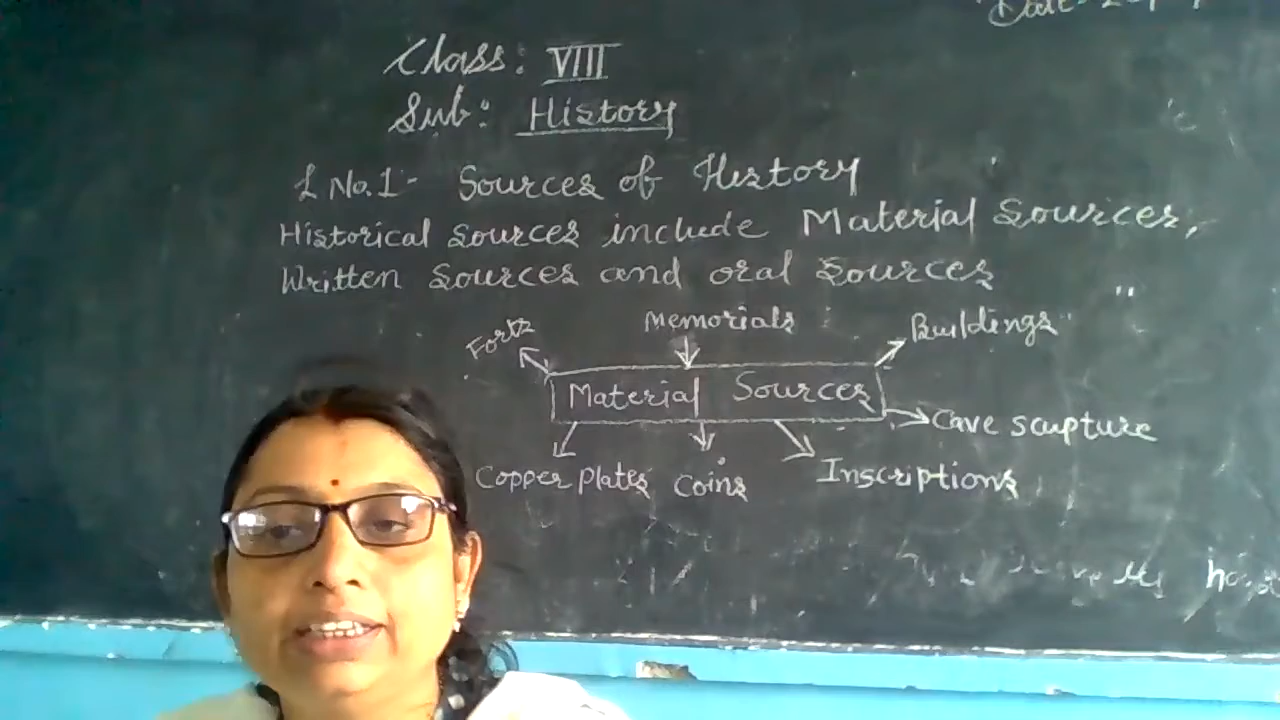 Date
Class: VIII
Sub: History
L No.1- Sources of History
Historical sources include Material Sources,
Written sources and oral sources
Forts
Memorials
Buildings
Material Sources
Cave scupture
Copper plates
Coins
Inscriptions